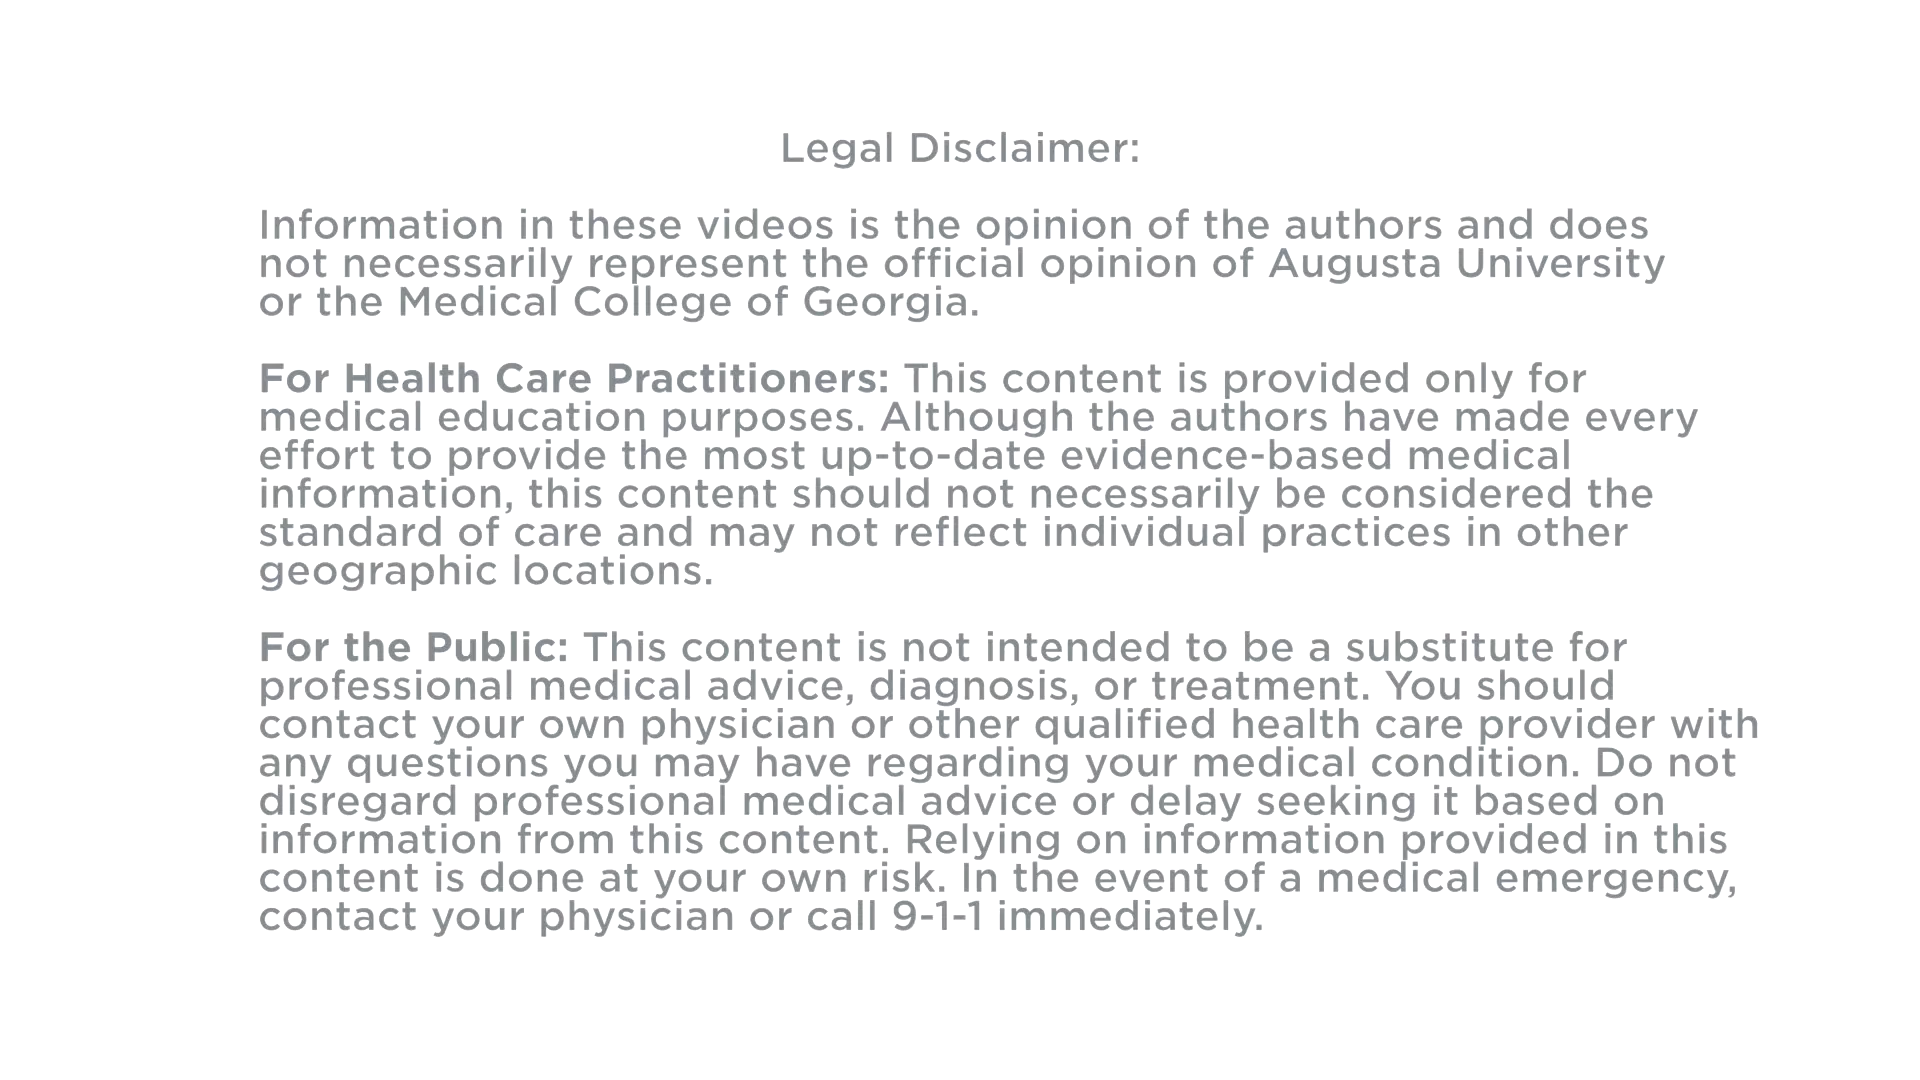 Legal Disclaimer:
Information in these videos is the opinion of the authors and does
not necessarily represent the official opinion of Augusta University
or the Medical College of Georgia.
For Health Care Practitioners: This content is provided only for
medical education purposes. Although the authors have made every
effort to provide the most up-to-date evidence-based medical
information, this content should not necessarily be considered the
standard of care and may not reflect individual practices in other
geographic locations.
For the Public: This content is not intended to be a substitute for
professional medical advice, diagnosis, or treatment. You should
contact your own physician or other qualified health care provider with
any questions you may have regarding your medical condition. Do not
disregard professional medical advice or delay seeking it based on
information from this content. Relying on information provided in this
content is done at your own risk. In the event of a medical emergency,
contact your physician or call 9-1-1 immediately.